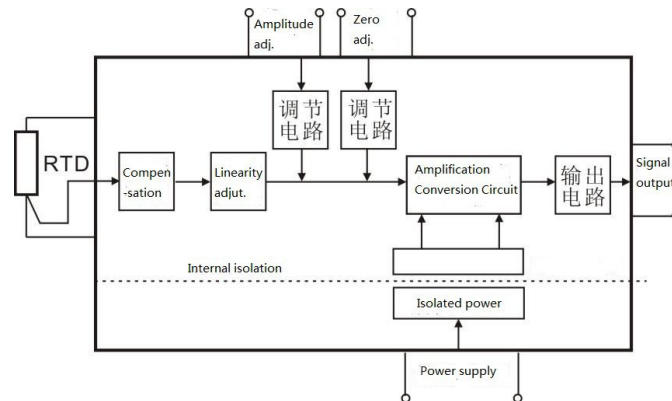 Amplitude
adj.
Zero
adj.
调节
电路
调节
电路
RTD
Compen
-sation
Linearity
adjut.
Amplification
Conversion Circuit
输出
电路
Signal
output
Internal isolation
Isolated power
Power supply